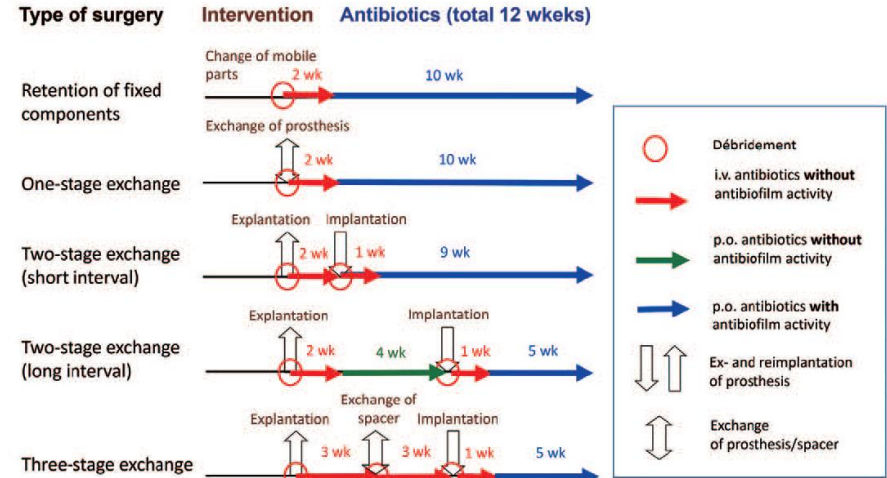 Type of surgery
Intervention
Antibiotics (total 12 wkeks)
Change of mobile
parts
2 wk
10 wk
Retention of fixed
components
Exchange of prosthesis
2 wk
10 wk
One-stage exchange
Explantation
Implantation
2 wk
1 wk
9 wk
Two-stage exchange
(short interval)
Explantation
Implantation
2 wk
4 wk
1 wk
5 wk
Two-stage exchange
(long interval)
Exchange of
spacer
Explantation
Implantation
3 wk
3 wk
1 wk
5 wk
Three-stage exchange
Débridement
i.v. antibiotics without
antibiofilm activity
p.o. antibiotics without
antibiofilm activity
p.o. antibiotics with
antibiofilm activity
Ex- and reimplantation
of prosthesis
Exchange
of prosthesis/spacer